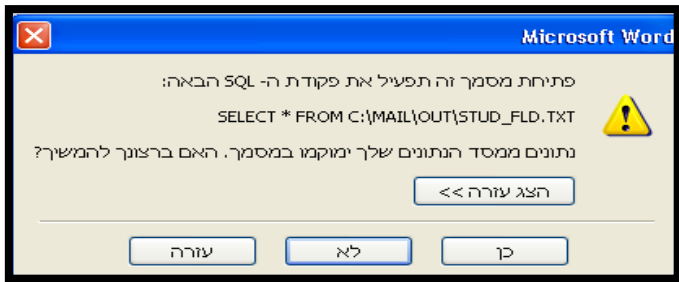 Microsoft Word
פתיחת מסמך זה תפעיל את פקודת ה- SQL הבאה:
SELECT * FROM C:\MAIL\OUT\STUD_FLD.TXT
נתונים ממסד הנתונים שלך ימוקמו במסמך. האם ברצונך להמשיך?
הצג עזרה >>
כן לא עזרה